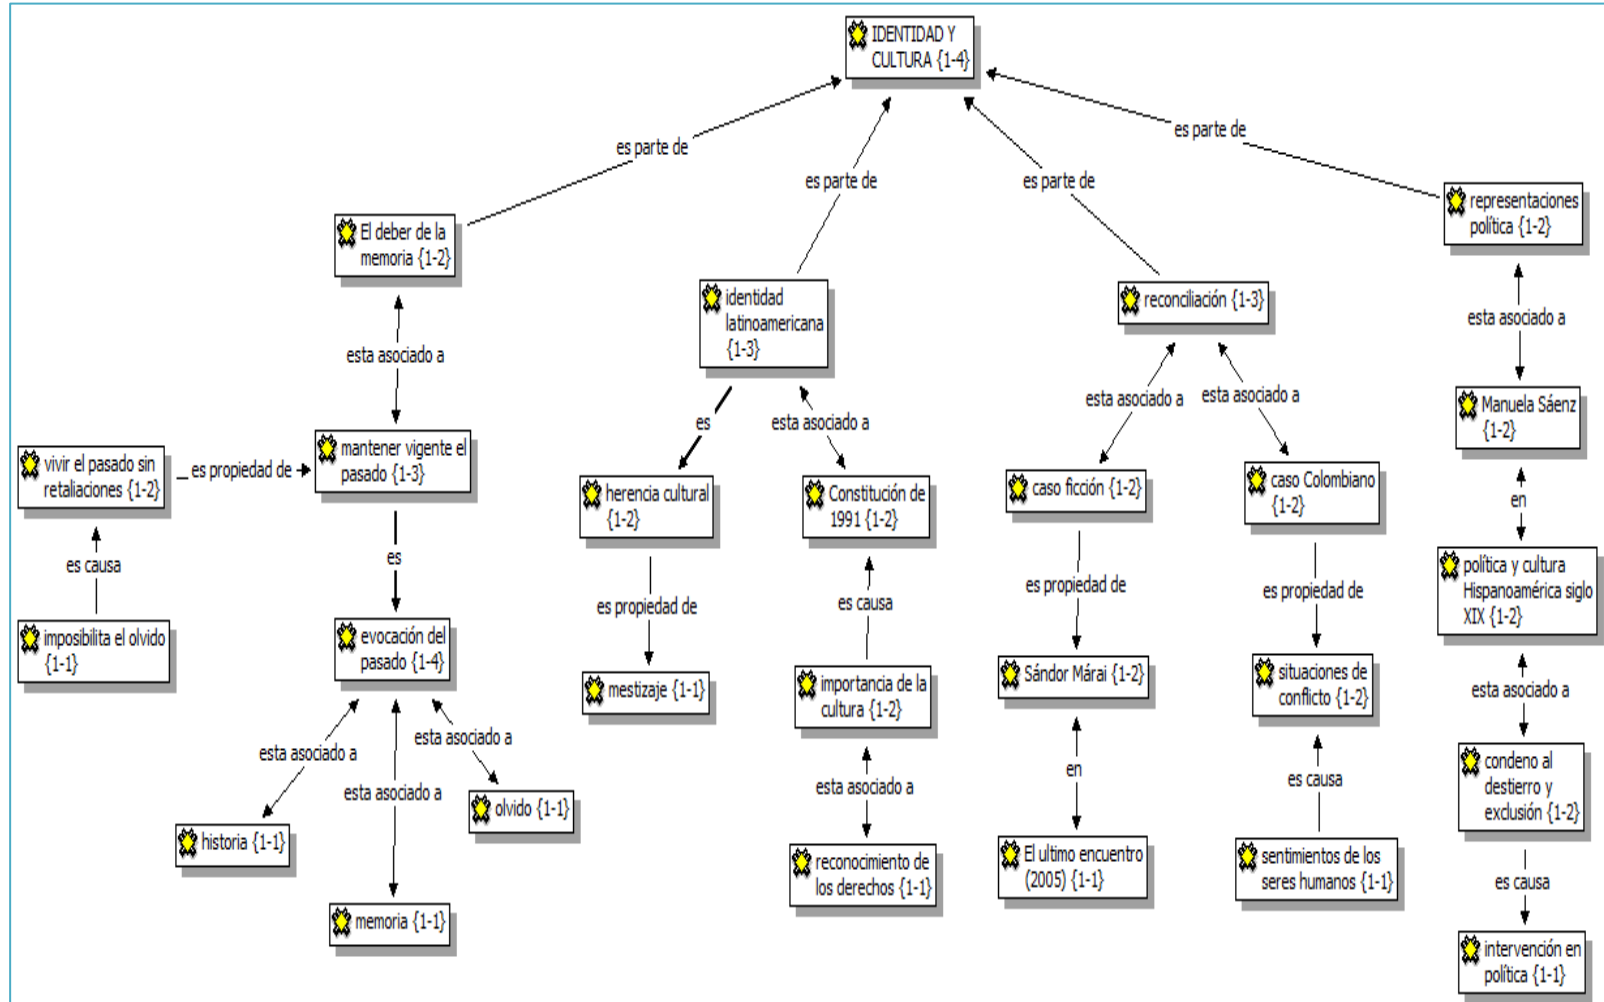 IDENTIDAD Y
CULTURA {1-4}
es parte de
es parte de
es parte de
es parte de
El deber de la
memoria {1-2}
identidad
latinoamericana
{1-3}
reconciliación {1-3}
representaciones
política {1-2}
esta asociado a
esta asociado a
Manuela Sáenz
{1-2}
es
esta asociado a
esta asociado a
esta asociado a
vivir el pasado sin
retaliaciones {1-2}
es propiedad de
mantener vigente el
pasado {1-3}
herencia cultural
{1-2}
Constitución de
1991 {1-2}
caso ficción {1-2}
caso Colombiano
{1-2}
en
es causa
es
es propiedad de
es causa
es propiedad de
es propiedad de
política y cultura
Hispanoamérica siglo
XIX {1-2}
imposibilita el olvido
{1-1}
evocación del
pasado {1-4}
mestizaje {1-1}
importancia de la
cultura {1-2}
Sándor Márai {1-2}
situaciones de
conflicto {1-2}
esta asociado a
esta asociado a
esta asociado a
esta asociado a
esta asociado a
en
es causa
condeno al
destierro y
exclusión {1-2}
historia {1-1}
olvido {1-1}
memoria {1-1}
reconocimiento de
los derechos {1-1}
El ultimo encuentro
(2005) {1-1}
sentimientos de los
seres humanos {1-1}
es causa
intervención en
política {1-1}